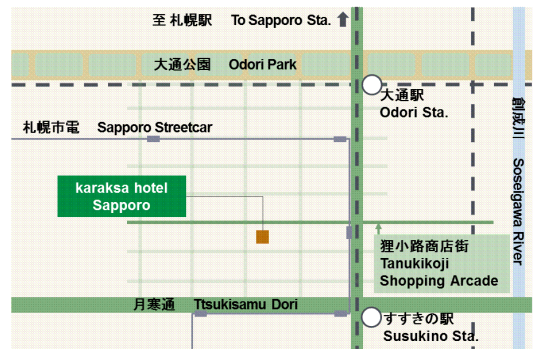 至 札幌駅 To Sapporo Sta.
大通公園 Odori Park
大通駅
Odori Sta.
札幌市電 Sapporo Streetcar
創成川 Soseigawa River
karaksa hotel
Sapporo
狸小路商店街
Tanukikoji
Shopping Arcade
月寒通 Ttsukisamu Dori
すすきの駅
Susukino Sta.